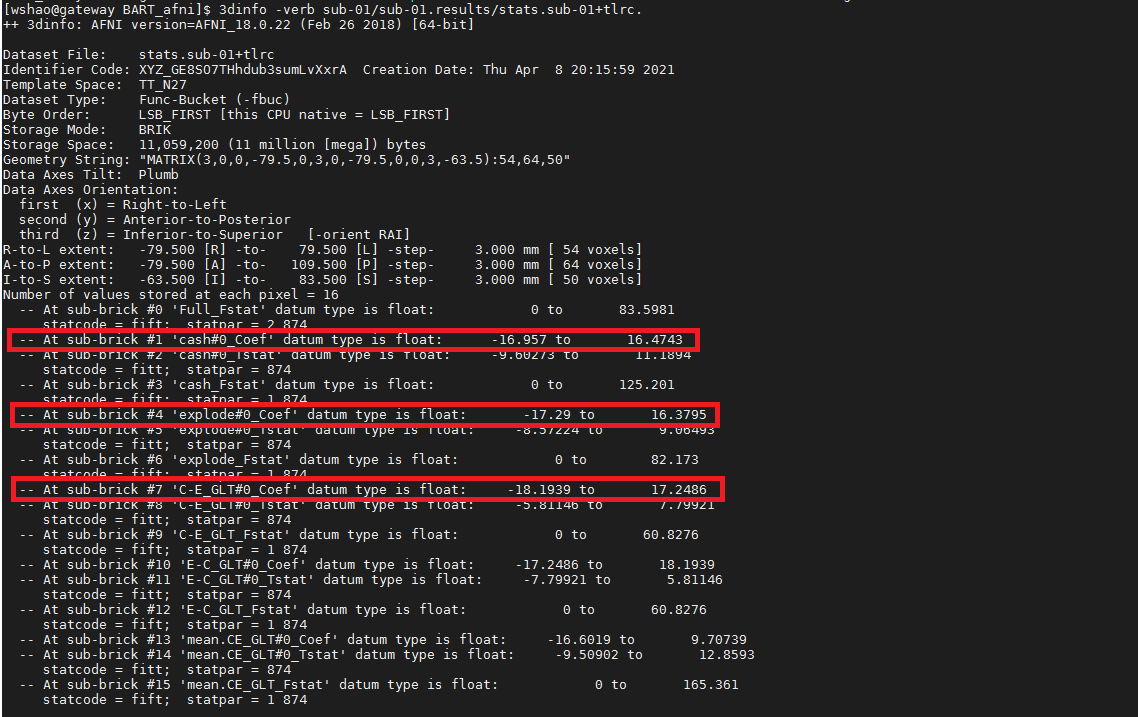 [wshao@gateway BART_afni]$ 3dinfo -verb sub-01/sub-01.results/stats.sub-01+tlrc.
++ 3dinfo: AFNI version=AFNI_18.0.22 (Feb 26 2018) [64-bit]
Dataset File:    stats.sub-01+tlrc
Identifier Code: XYZ_GE8SO7THhdub3sumLvXxrA  Creation Date: Thu Apr  8 20:15:59 2021
Template Space:  TT_N27
Dataset Type:    Func-Bucket (-fbuc)
Byte Order:      LSB_FIRST [this CPU native = LSB_FIRST]
Storage Mode:    BRIK
Storage Space:   11,059,200 (11 million [mega]) bytes
Geometry String: "MATRIX(3,0,0,-79.5,0,3,0,-79.5,0,0,3,-63.5):54,64,50"
Data Axes Tilt:  Plumb
Data Axes Orientation:
  first  (x) = Right-to-Left
  second (y) = Anterior-to-Posterior
  third  (z) = Inferior-to-Superior   [-orient RAI]
R-to-L extent:   -79.500 [R] -to-    79.500 [L] -step-     3.000 mm [ 54 voxels]
A-to-P extent:   -79.500 [A] -to-   109.500 [P] -step-     3.000 mm [ 64 voxels]
I-to-S extent:   -63.500 [I] -to-    83.500 [S] -step-     3.000 mm [ 50 voxels]
Number of values stored at each pixel = 16
  -- At sub-brick #0 'Full_Fstat' datum type is float:            0 to       83.5981
     statcode = fift;  statpar = 2 874
  -- At sub-brick #1 'cash#0_Coef' datum type is float:      -16.957 to       16.4743
  -- At sub-brick #2 'cash#0_Tstat' datum type is float:     -9.60273 to       11.1894
     statcode = fitt;  statpar = 874
  -- At sub-brick #3 'cash_Fstat' datum type is float:            0 to       125.201
     statcode = fift;  statpar = 1 874
  -- At sub-brick #4 'explode#0_Coef' datum type is float:       -17.29 to       16.3795
  -- At sub-brick #5 'explode#0_Tstat' datum type is float:     -8.57224 to       9.06493
     statcode = fitt;  statpar = 874
  -- At sub-brick #6 'explode_Fstat' datum type is float:            0 to        82.173
     statcode = fift;  statpar = 1 874
  -- At sub-brick #7 'C-E_GLT#0_Coef' datum type is float:     -18.1939 to       17.2486
  -- At sub-brick #8 'C-E_GLT#0_Tstat' datum type is float:     -5.81146 to       7.79921
     statcode = fitt;  statpar = 874
  -- At sub-brick #9 'C-E_GLT_Fstat' datum type is float:            0 to       60.8276
     statcode = fift;  statpar = 1 874
  -- At sub-brick #10 'E-C_GLT#0_Coef' datum type is float:     -17.2486 to       18.1939
  -- At sub-brick #11 'E-C_GLT#0_Tstat' datum type is float:     -7.79921 to       5.81146
     statcode = fitt;  statpar = 874
  -- At sub-brick #12 'E-C_GLT_Fstat' datum type is float:            0 to       60.8276
     statcode = fift;  statpar = 1 874
  -- At sub-brick #13 'mean.CE_GLT#0_Coef' datum type is float:     -16.6019 to       9.70739
  -- At sub-brick #14 'mean.CE_GLT#0_Tstat' datum type is float:     -9.50902 to       12.8593
     statcode = fitt;  statpar = 874
  -- At sub-brick #15 'mean.CE_GLT_Fstat' datum type is float:            0 to       165.361
     statcode = fift;  statpar = 1 874